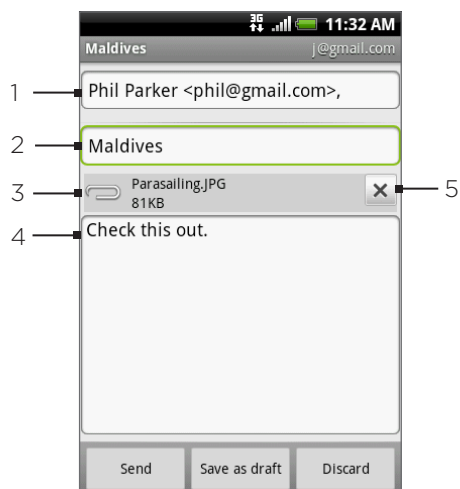 3G 11:32 AM
Maldives j@gmail.com
1 Phil Parker <phil@gmail.com>,
2 Maldives
3 Parasailing.JPG 5
81KB
4 Check this out.
Send Save as draft Discard